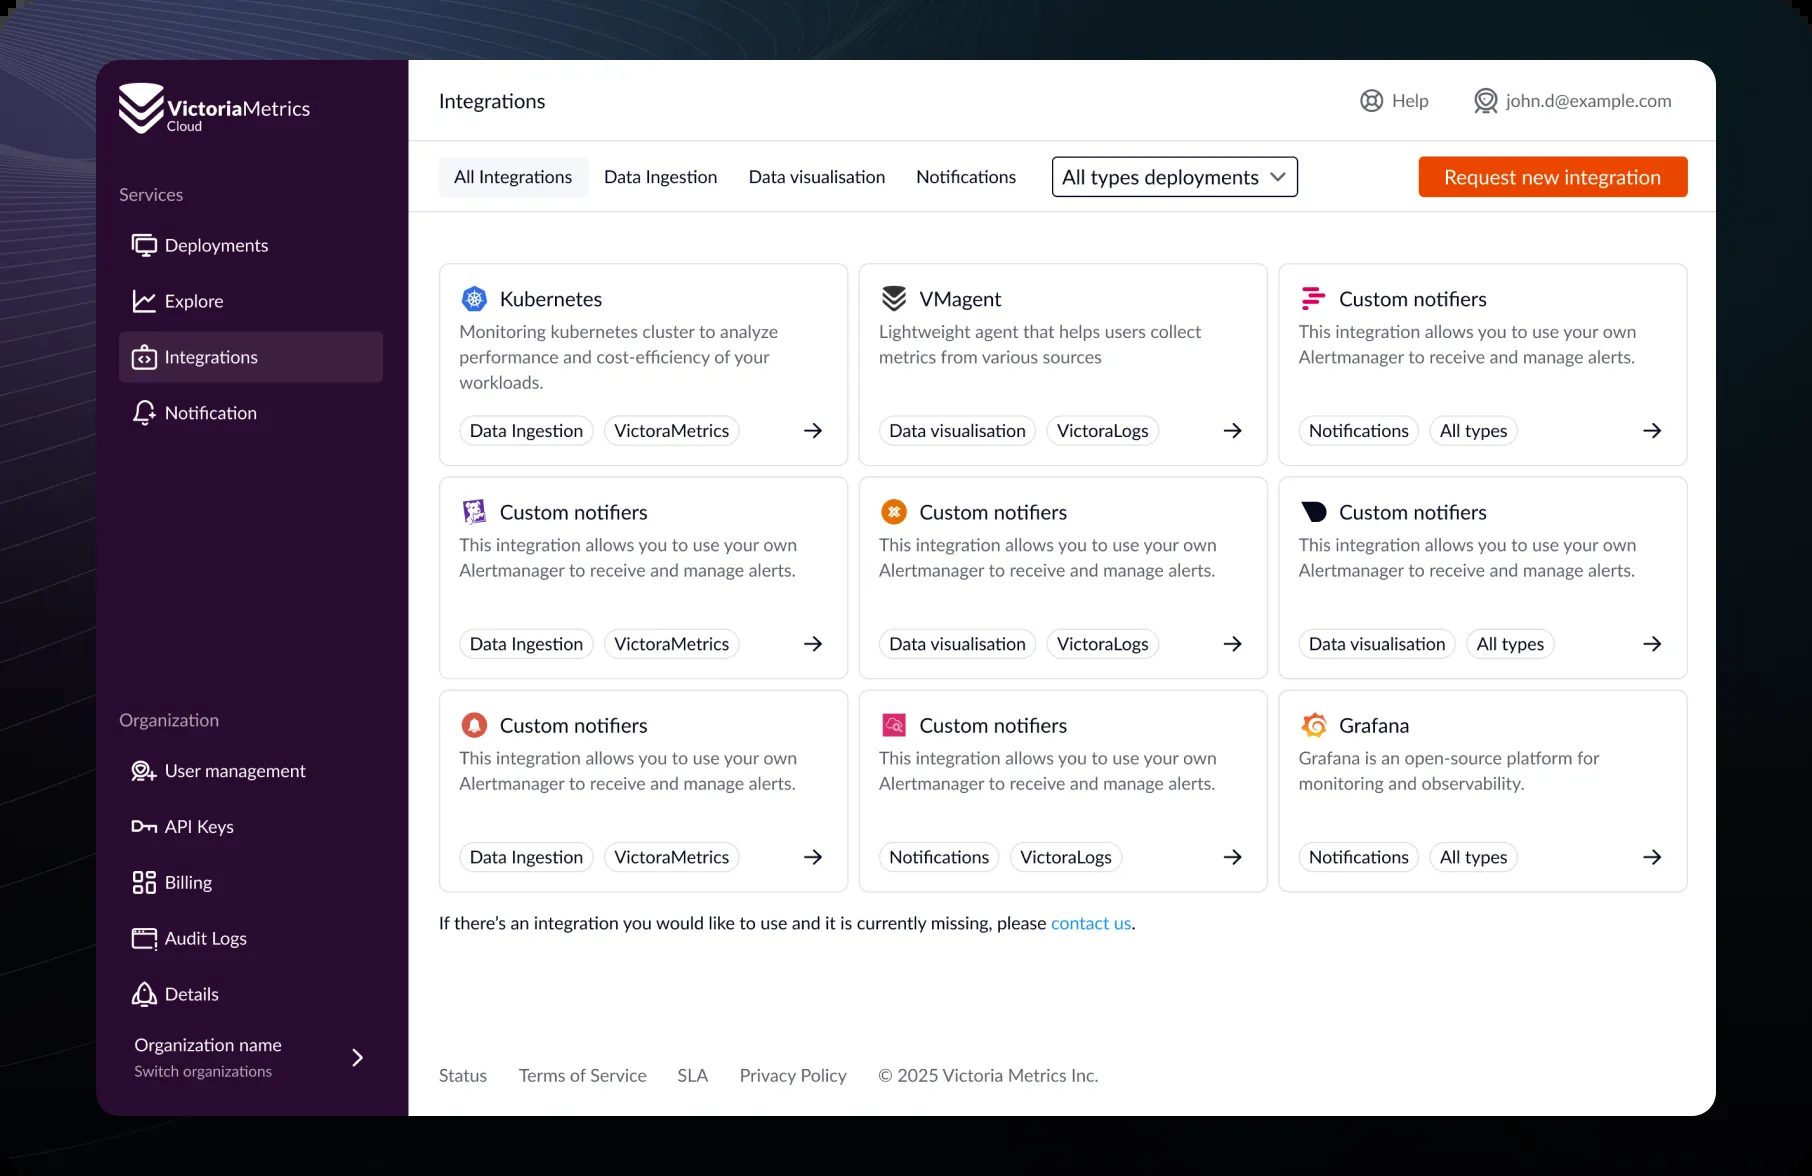 VictoriaMetrics
Cloud
Services
Deployments
Explore
Integrations
Notification
Organization
User management
API Keys
Billing
Audit Logs
Details
Organization name
Switch organizations
Integrations
Help
john.d@example.com
All Integrations
Data Ingestion
Data visualisation
Notifications
All types deployments
Request new integration
Kubernetes
Monitoring kubernetes cluster to analyze
performance and cost-efficiency of your
workloads.
Data Ingestion
VictoraMetrics
VMagent
Lightweight agent that helps users collect
metrics from various sources
Data visualisation
VictoraLogs
Custom notifiers
This integration allows you to use your own
Alertmanager to receive and manage alerts.
Notifications
All types
Custom notifiers
This integration allows you to use your own
Alertmanager to receive and manage alerts.
Data Ingestion
VictoraMetrics
Custom notifiers
This integration allows you to use your own
Alertmanager to receive and manage alerts.
Data visualisation
VictoraLogs
Custom notifiers
This integration allows you to use your own
Alertmanager to receive and manage alerts.
Data visualisation
All types
Custom notifiers
This integration allows you to use your own
Alertmanager to receive and manage alerts.
Data Ingestion
VictoraMetrics
Custom notifiers
This integration allows you to use your own
Alertmanager to receive and manage alerts.
Notifications
VictoraLogs
Grafana
Grafana is an open-source platform for
monitoring and observability.
Notifications
All types
If there’s an integration you would like to use and it is currently missing, please contact us.
Status
Terms of Service
SLA
Privacy Policy
© 2025 Victoria Metrics Inc.